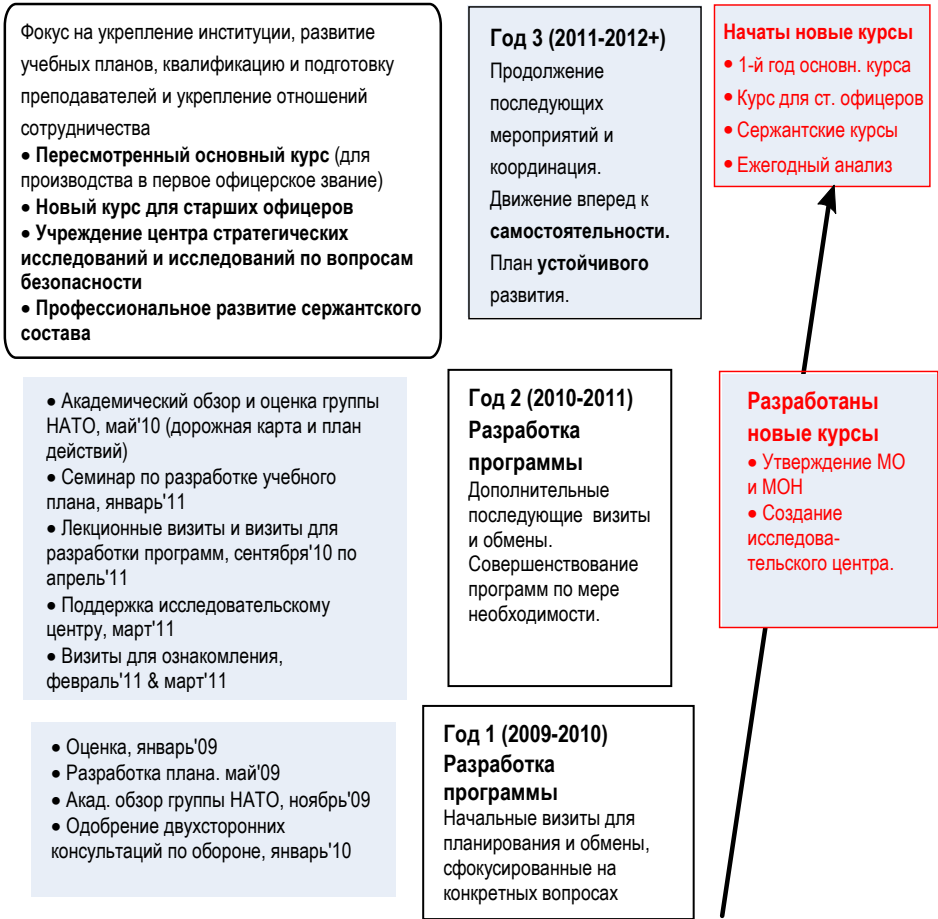 Фокус на укрепление институции, развитие
учебных планов, квалификацию и подготовку
преподавателей и укрепление отношений
сотрудничества
• Пересмотренный основный курс (для
производства в первое офицерское звание)
• Новый курс для старших офицеров
• Учреждение центра стратегических
исследований и исследований по вопросам
безопасности
• Профессиональное развитие сержантского
состава
Год 3 (2011-2012+)
Продолжение
последующих
мероприятий и
координация.
Движение вперед к
самостоятельности.
План устойчивого
развития.
Начаты новые курсы
• 1-й год основн. курса
• Курс для ст. офицеров
• Сержантские курсы
• Ежегодный анализ
• Академический обзор и оценка группы
НАТО, май'10 (дорожная карта и план
действий)
• Семинар по разработке учебного
плана, январь'11
• Лекционные визиты и визиты для
разработки программ, сентября'10 по
апрель'11
• Поддержка исследовательскому
центру, март'11
• Визиты для ознакомления,
февраль'11 & март'11
Год 2 (2010-2011)
Разработка
программы
Дополнительные
последующие визиты
и обмены.
Совершенствование
программ по мере
необходимости.
Разработаны
новые курсы
• Утверждение МО
и МОН
• Создание
исследова-
тельского центра.
• Оценка, январь'09
• Разработка плана. май'09
• Акад. обзор группы НАТО, ноябрь'09
• Одобрение двухсторонних
консультаций по обороне, январь'10
Год 1 (2009-2010)
Разработка
программы
Начальные визиты для
планирования и обмены,
сфокусированные на
конкретных вопросах